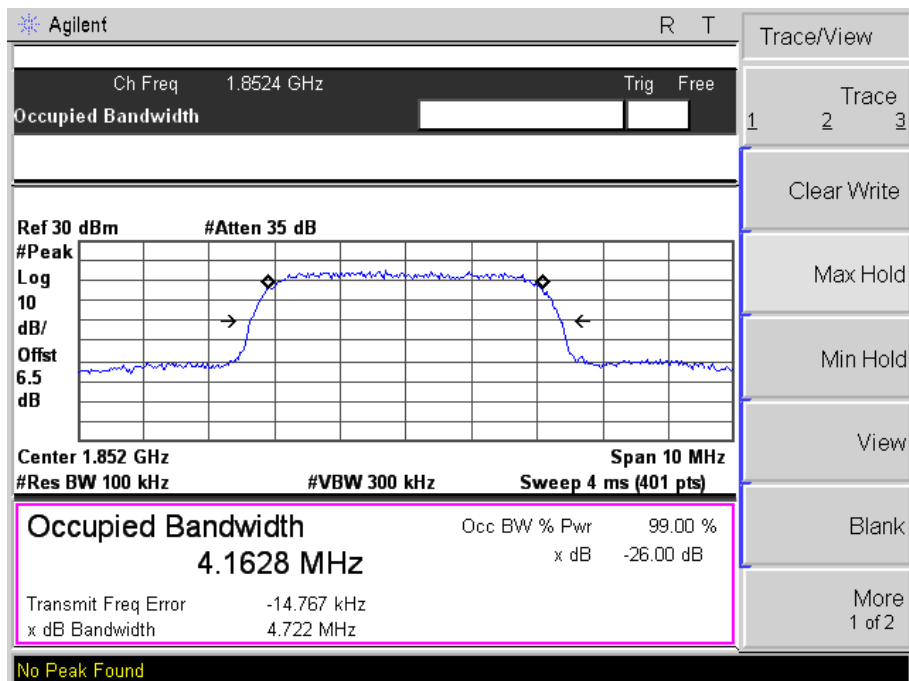 Agilent R T
Trace/View
Ch Freq 1.8524 GHz Trig Free
Occupied Bandwidth
Trace
1 2 3
Clear Write
Max Hold
Min Hold
View
Blank
More
1 of 2
Ref 30 dBm #Atten 35 dB
#Peak
Log
10
dB/
Offst
6.5
dB
Center 1.852 GHz Span 10 MHz
#Res BW 100 kHz #VBW 300 kHz Sweep 4 ms (401 pts)
Occupied Bandwidth Occ BW % Pwr 99.00 %
4.1628 MHz x dB -26.00 dB
Transmit Freq Error -14.767 kHz
x dB Bandwidth 4.722 MHz
No Peak Found